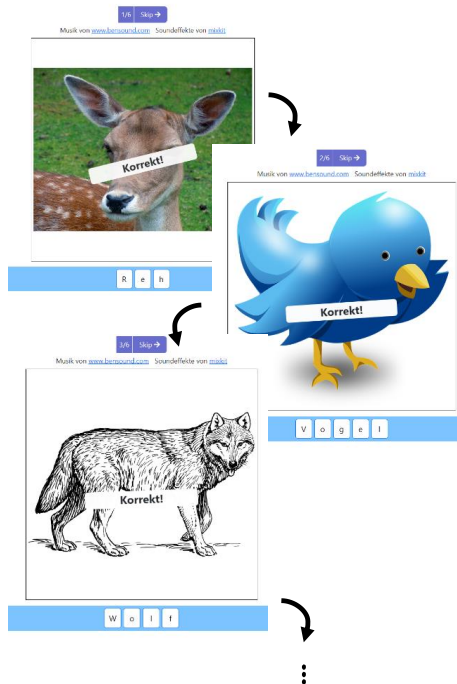 1/6 Skip →
Musik von www.bensound.com Soundeffekte von mixkit
Korrekt!
R e h
2/6 Skip →
Musik von www.bensound.com Soundeffekte von mixkit
Korrekt!
V o g e l
3/6 Skip →
Musik von www.bensound.com Soundeffekte von mixkit
Korrekt!
W o l f